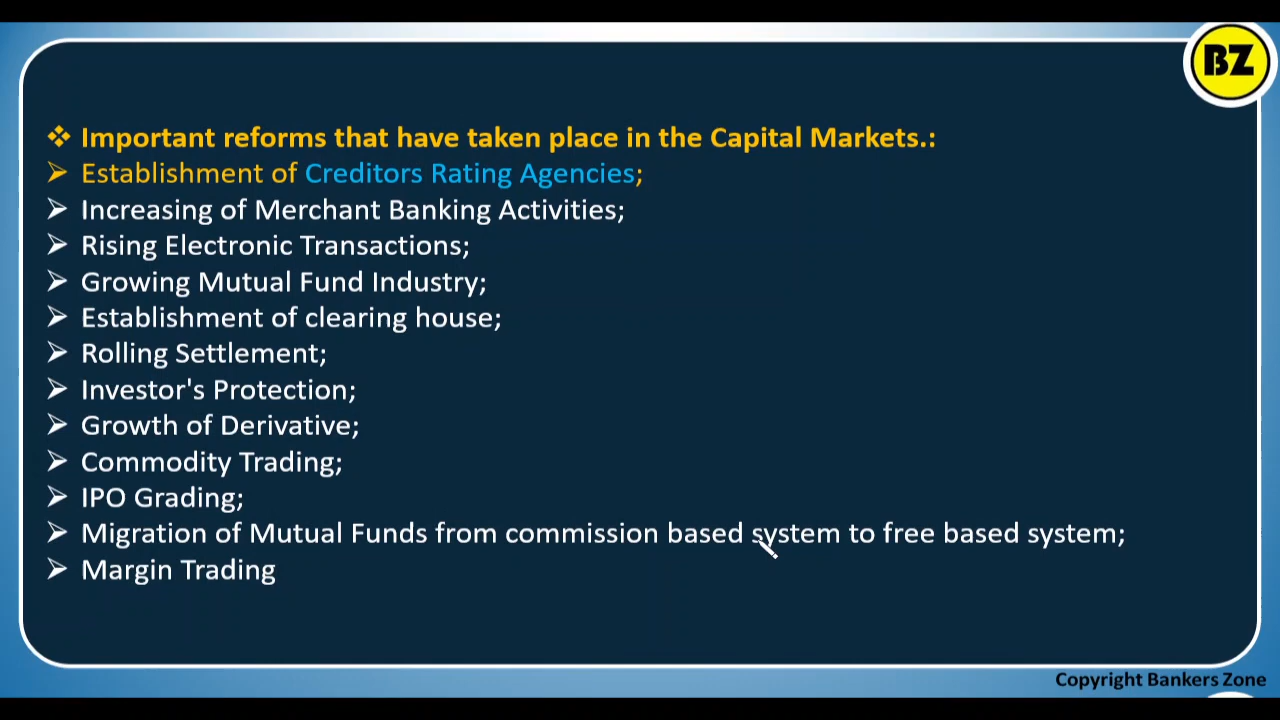 BZ
❖ Important reforms that have taken place in the Capital Markets.:
➢ Establishment of Creditors Rating Agencies;
➢ Increasing of Merchant Banking Activities;
➢ Rising Electronic Transactions;
➢ Growing Mutual Fund Industry;
➢ Establishment of clearing house;
➢ Rolling Settlement;
➢ Investor's Protection;
➢ Growth of Derivative;
➢ Commodity Trading;
➢ IPO Grading;
➢ Migration of Mutual Funds from commission based system to free based system;
➢ Margin Trading
Copyright Bankers Zone